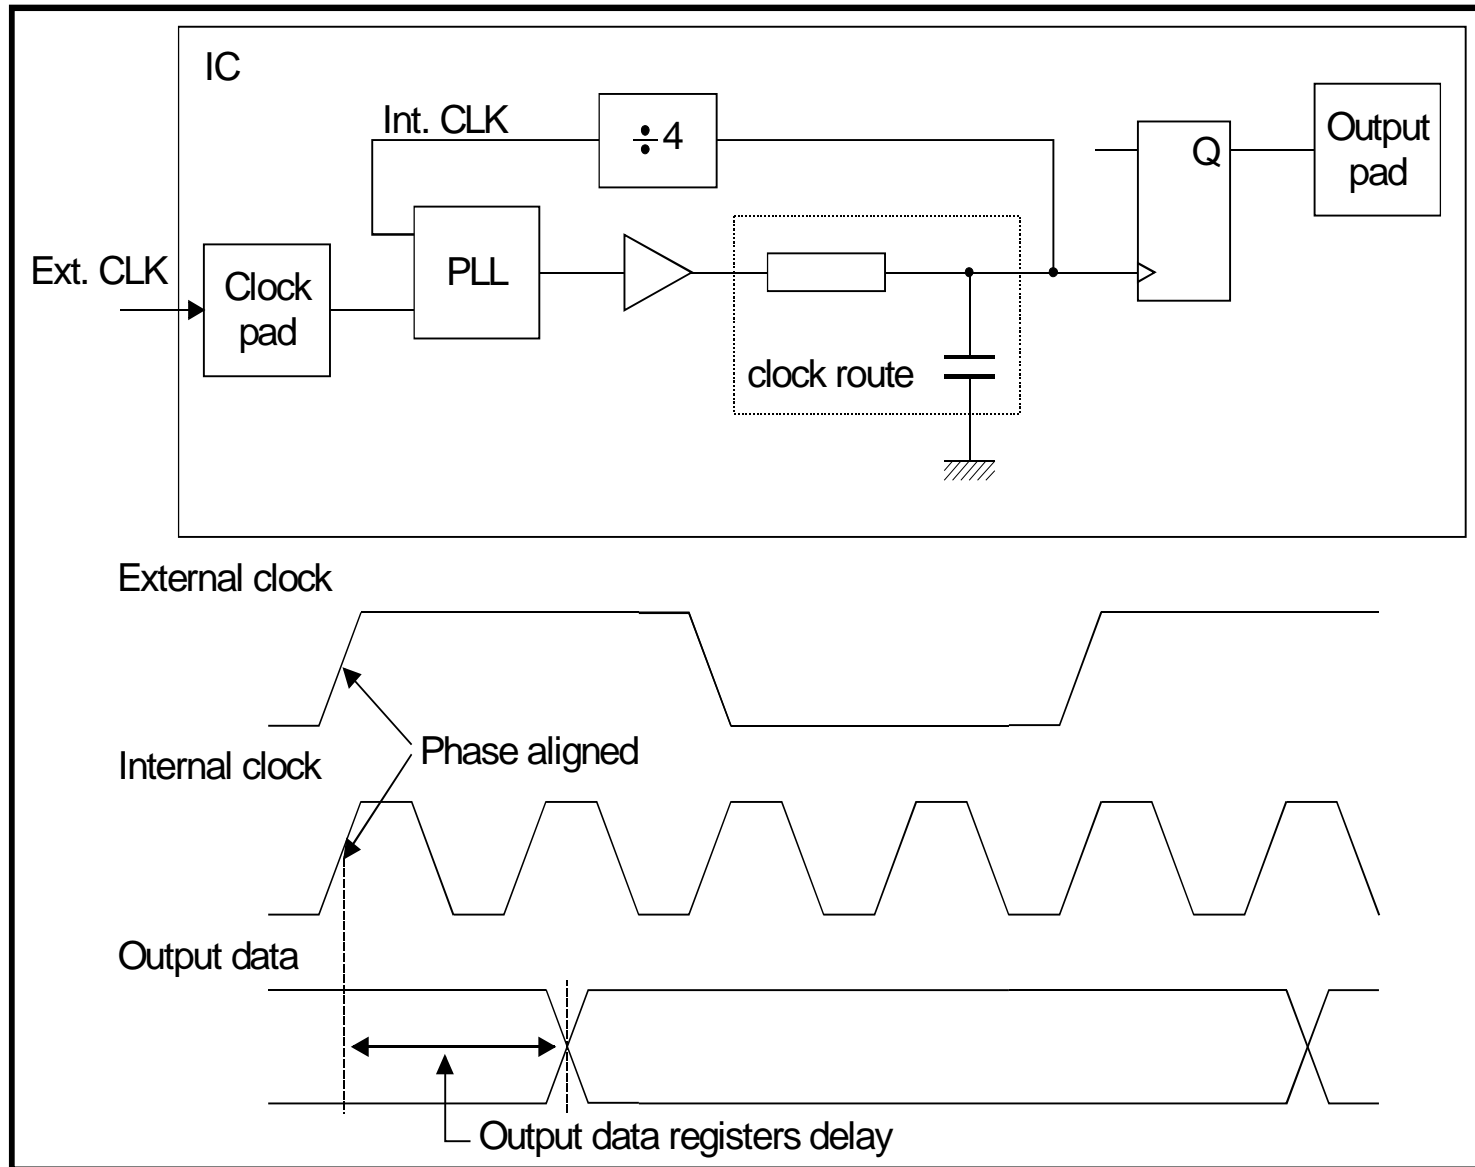 IC
Int. CLK
÷4
Q
Output
pad
Ext. CLK
Clock
pad
PLL
clock route
External clock
Phase aligned
Internal clock
Output data
Output data registers delay